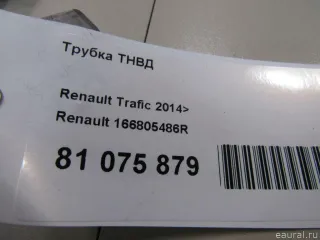 Трубка ТНВД
Renault Trafic 2014>
Renault 166805486R
81 075 879
eaural.ru